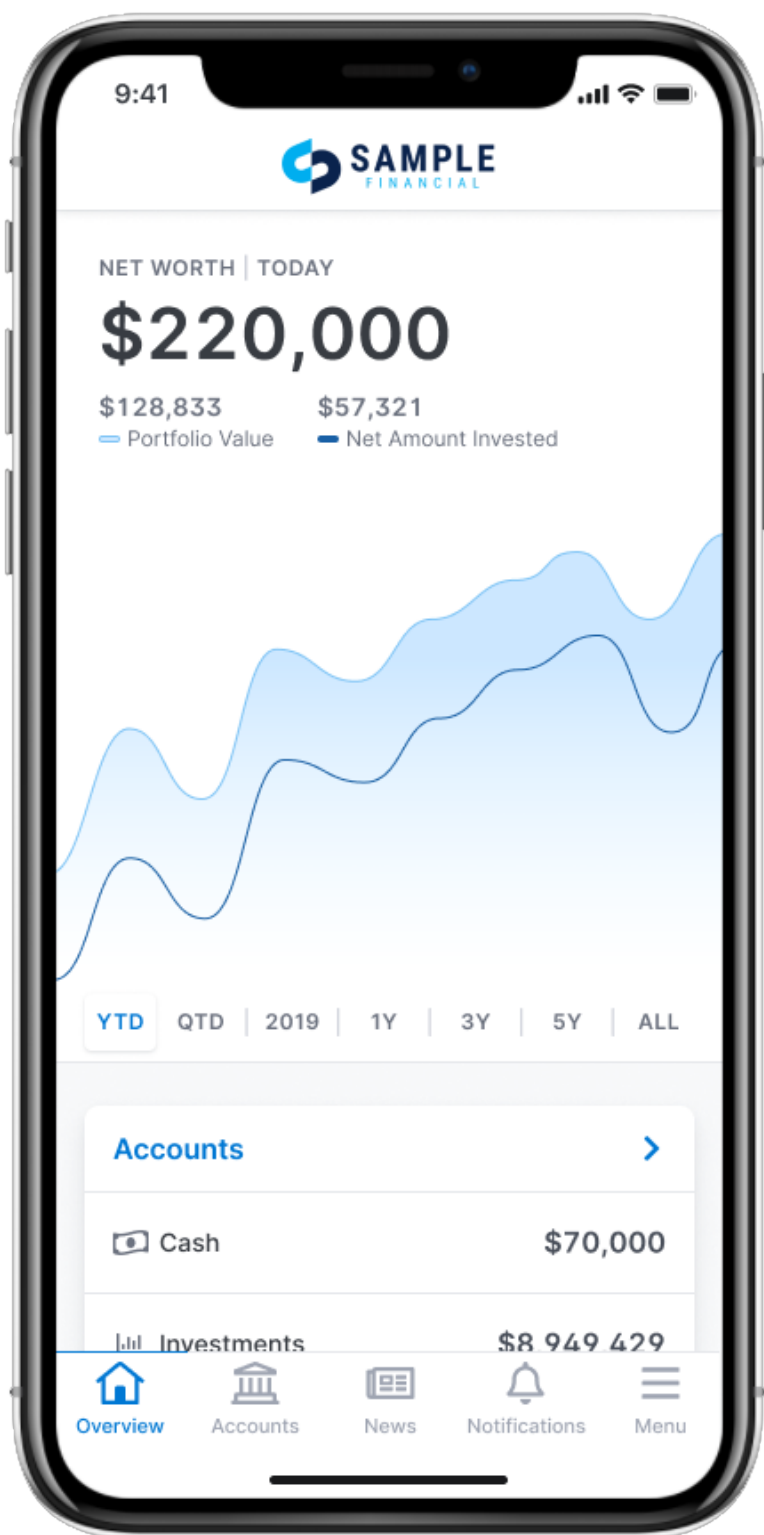 9:41
SAMPLE
FINANCIAL
NET WORTH | TODAY
$220,000
$128,833 $57,321
Portfolio Value Net Amount Invested
YTD QTD | 2019 | 1Y | 3Y | 5Y | ALL
Accounts
Cash $70,000
Investments $8,949,429
Overview Accounts News Notifications Menu